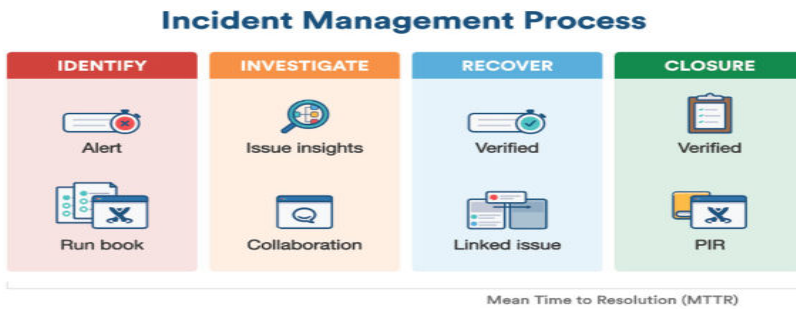 Incident Management Process
IDENTIFY
Alert
Run book
INVESTIGATE
Issue insights
Collaboration
RECOVER
Verified
Linked issue
CLOSURE
Verified
PIR
Mean Time to Resolution (MTTR)